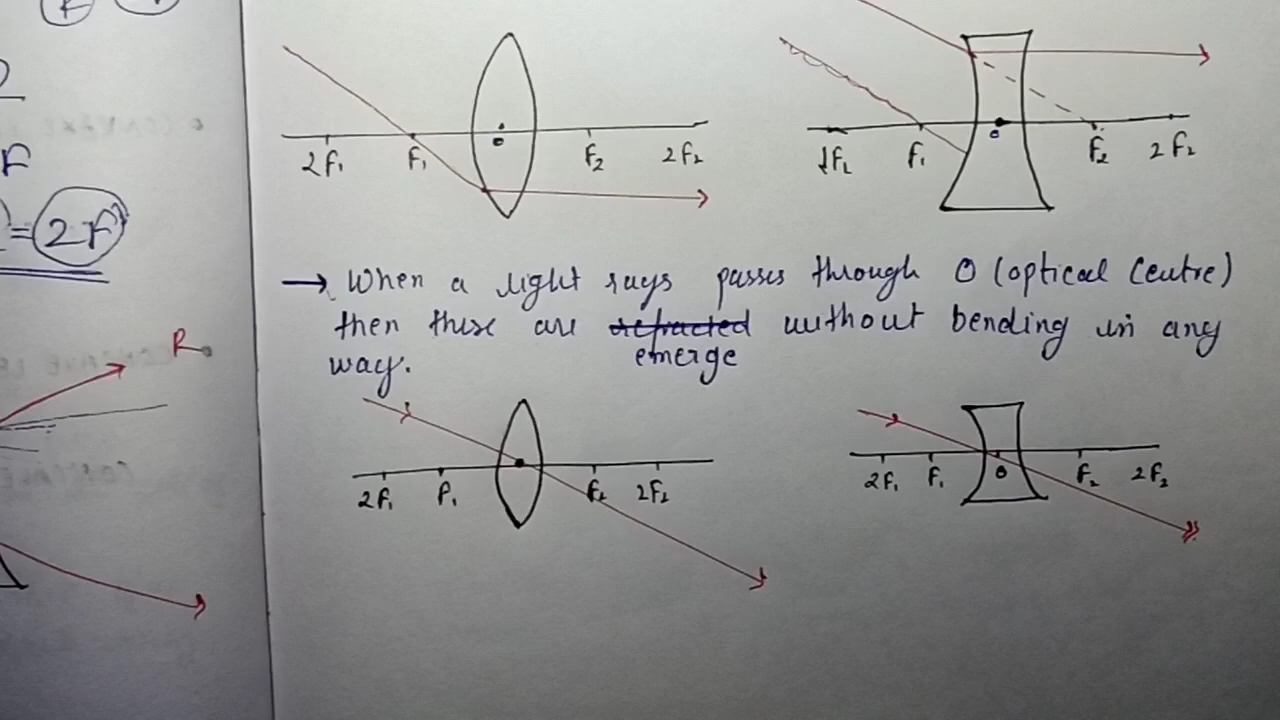 F
= 2F
R
2F₁ F₁ O F₂ 2F₂
2F₂ F₁ O F₂ 2F₂
→ When a light rays passes through O (optical Centre)
then these are refracted without bending in any
way. emerge
2F₁ F₁ F₂ 2F₂
2F₁ F₁ O F₂ 2F₂